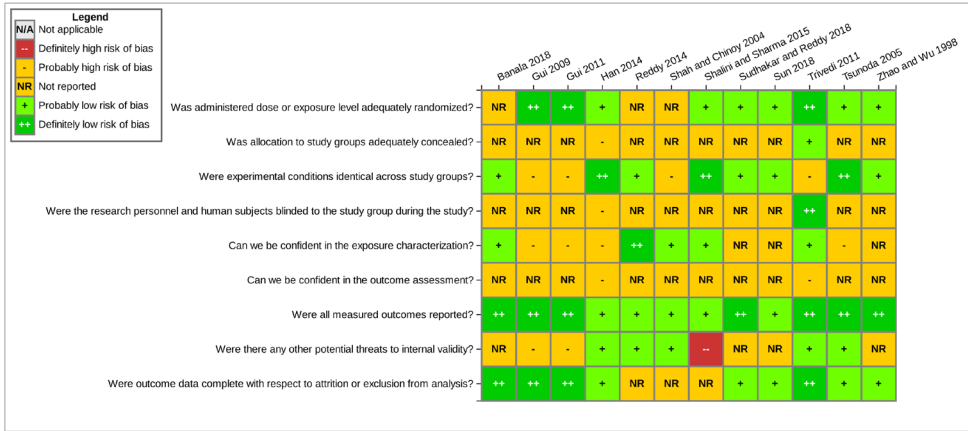 Legend
N/A Not applicable
-- Definitely high risk of bias
- Probably high risk of bias
NR Not reported
+ Probably low risk of bias
++ Definitely low risk of bias
Banala 2018
Gui 2009
Gui 2011
Han 2014
Reddy 2014
Shah and Chinoy 2004
Shalini and Sharma 2015
Sudhakar and Reddy 2018
Sun 2018
Trivedi 2011
Tsunoda 2005
Zhao and Wu 1998
Was administered dose or exposure level adequately randomized? NR ++ ++ + NR NR + + + ++ + +
Was allocation to study groups adequately concealed? NR NR NR - NR NR NR NR NR + NR NR
Were experimental conditions identical across study groups? + - - ++ + - ++ + + - ++ +
Were the research personnel and human subjects blinded to the study group during the study? NR NR NR - NR NR NR NR NR ++ NR NR
Can we be confident in the exposure characterization? + - - - ++ + + NR NR + - NR
Can we be confident in the outcome assessment? NR NR NR - NR NR NR NR NR - NR NR
Were all measured outcomes reported? ++ ++ ++ + + + + ++ + ++ ++ ++
Were there any other potential threats to internal validity? NR - - + + + -- NR NR + + NR
Were outcome data complete with respect to attrition or exclusion from analysis? ++ ++ ++ + NR NR NR + + ++ + +